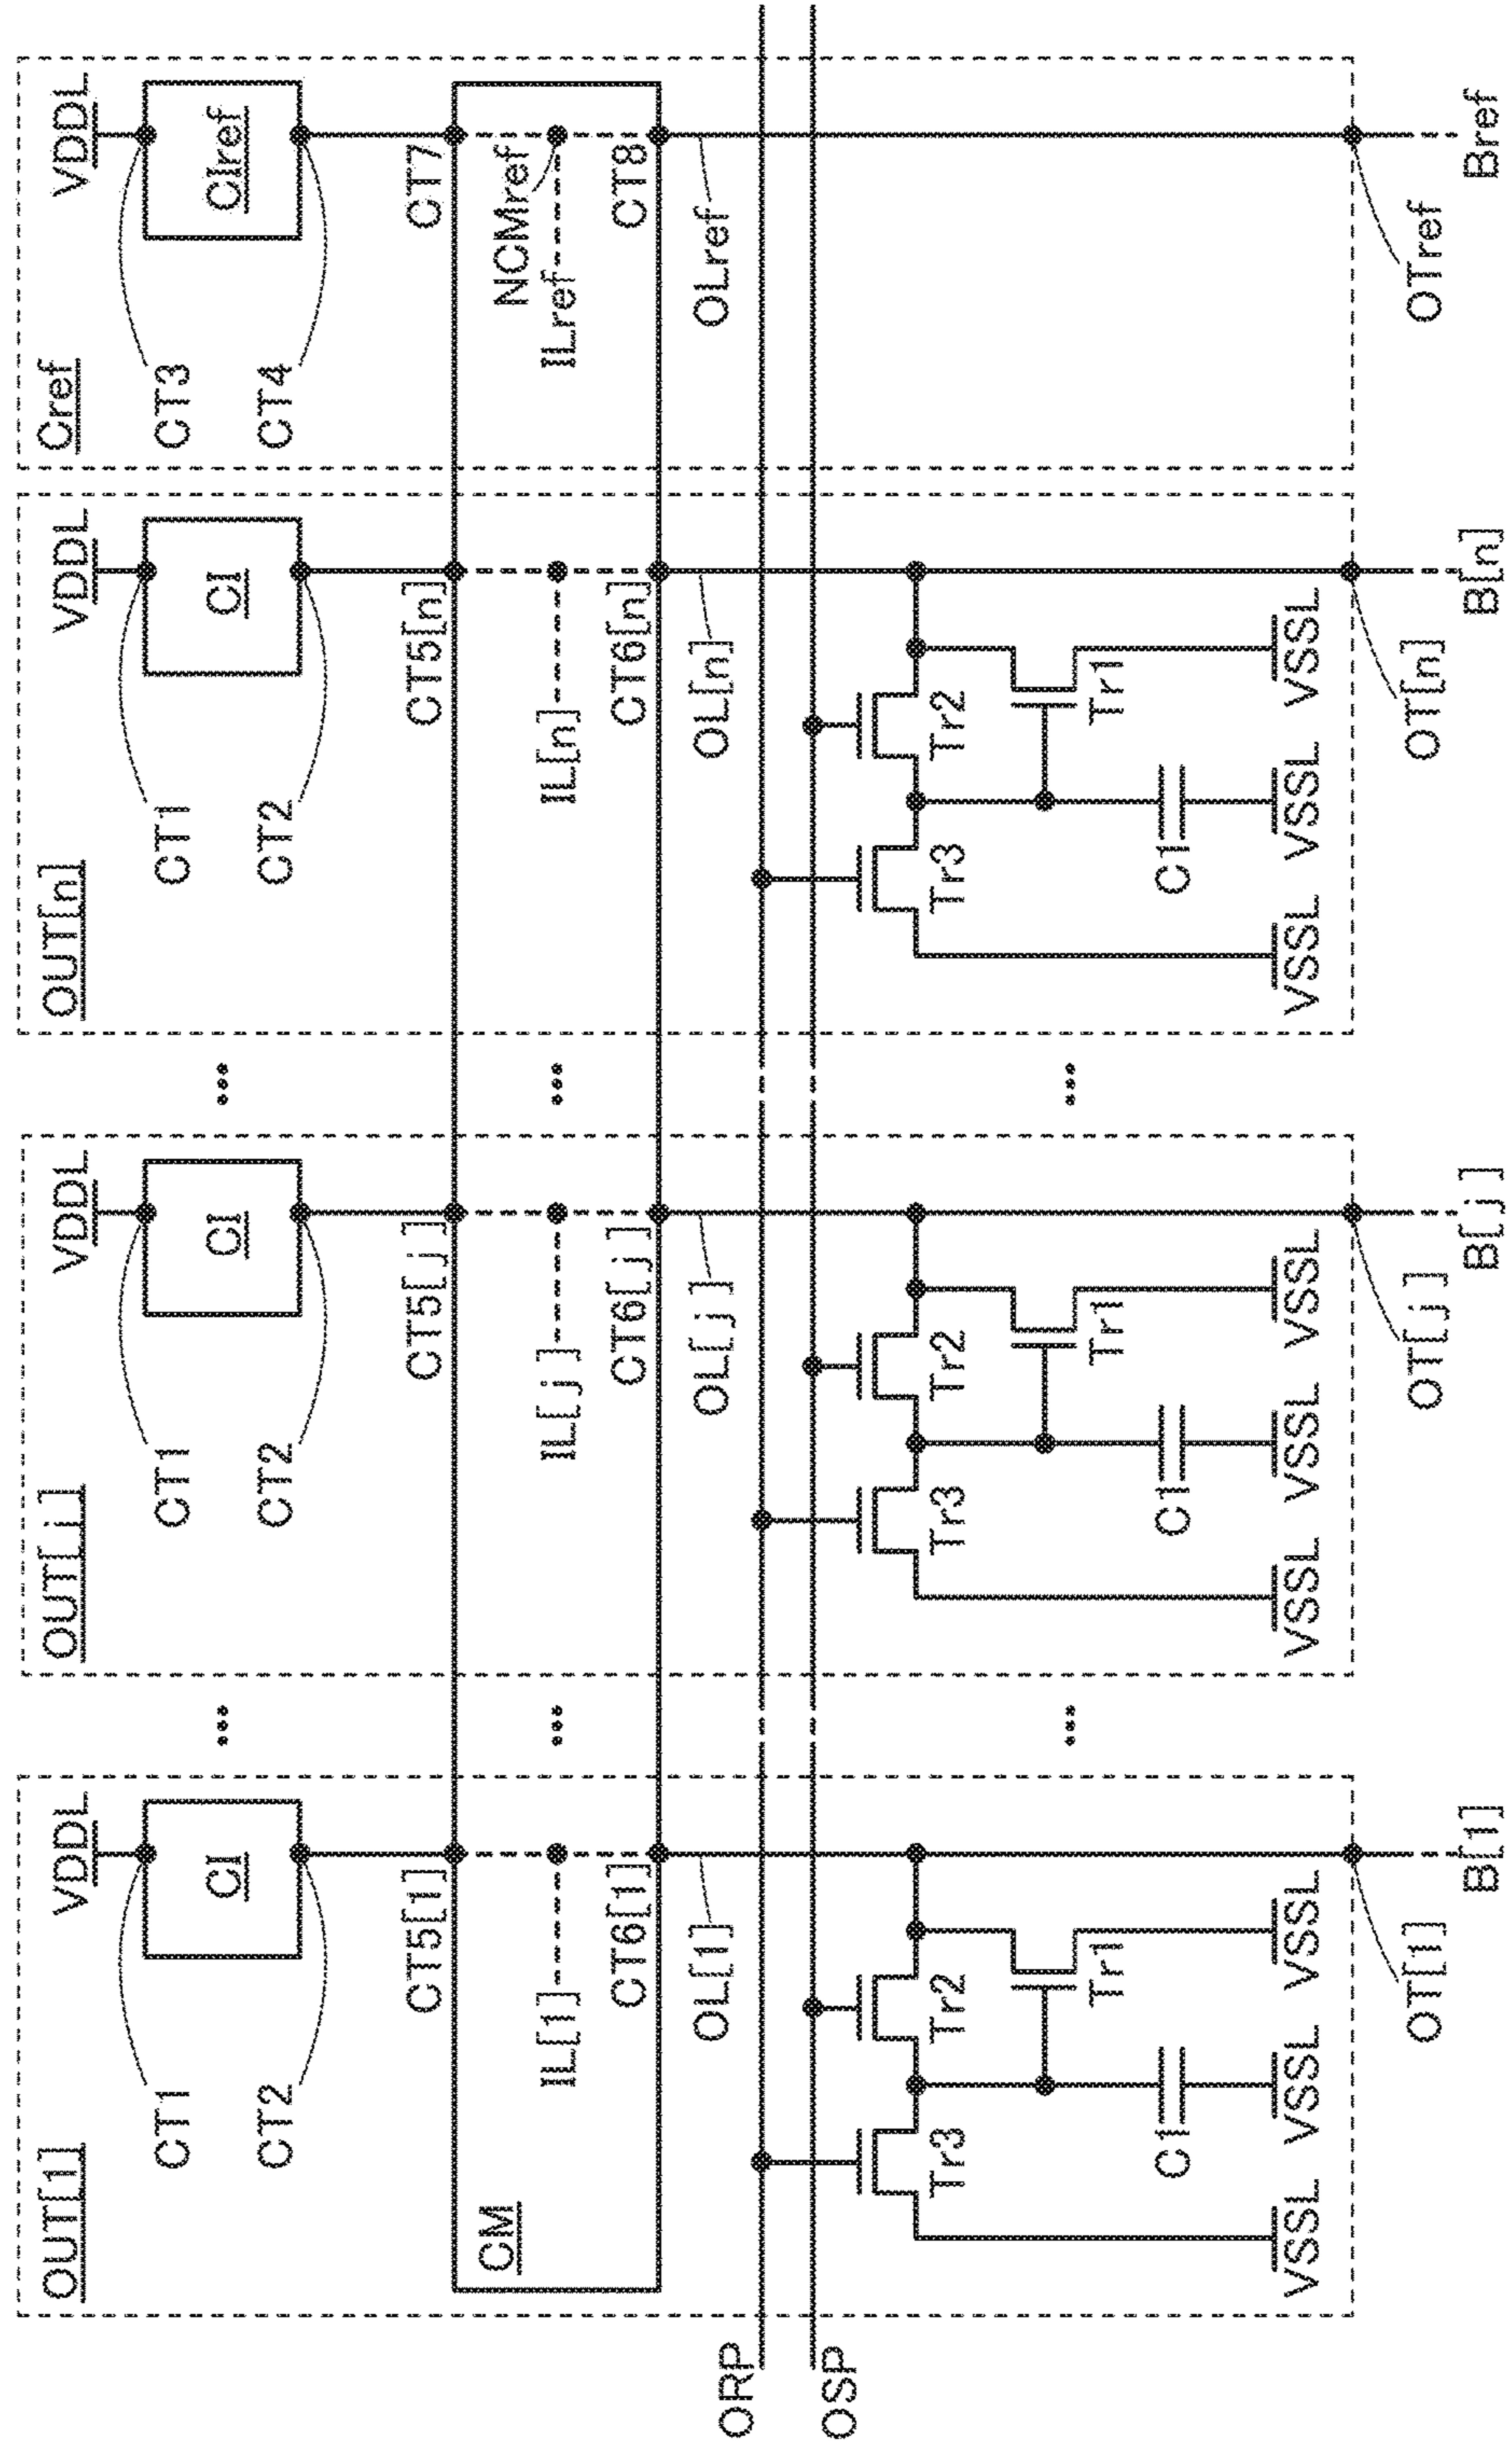 OUT[1]
VDDL
CI
CT1
CT2
CT5[1]
CM
IL[1]
CT6[1]
OL[1]
ORP
OSP
Tr3
Tr2
Tr1
C1
VSSL
VSSL
VSSL
OT[1]
B[1]
...
...
...
OUT[j]
VDDL
CI
CT1
CT2
CT5[j]
IL[j]
CT6[j]
OL[j]
Tr3
Tr2
Tr1
C1
VSSL
VSSL
VSSL
OT[j]
B[j]
...
...
...
OUT[n]
VDDL
CI
CT1
CT2
CT5[n]
IL[n]
CT6[n]
OL[n]
Tr3
Tr2
Tr1
C1
VSSL
VSSL
VSSL
OT[n]
B[n]
Cref
VDDL
CIref
CT3
CT4
CT7
NCMref
ILref
CT8
OLref
OTref
Bref